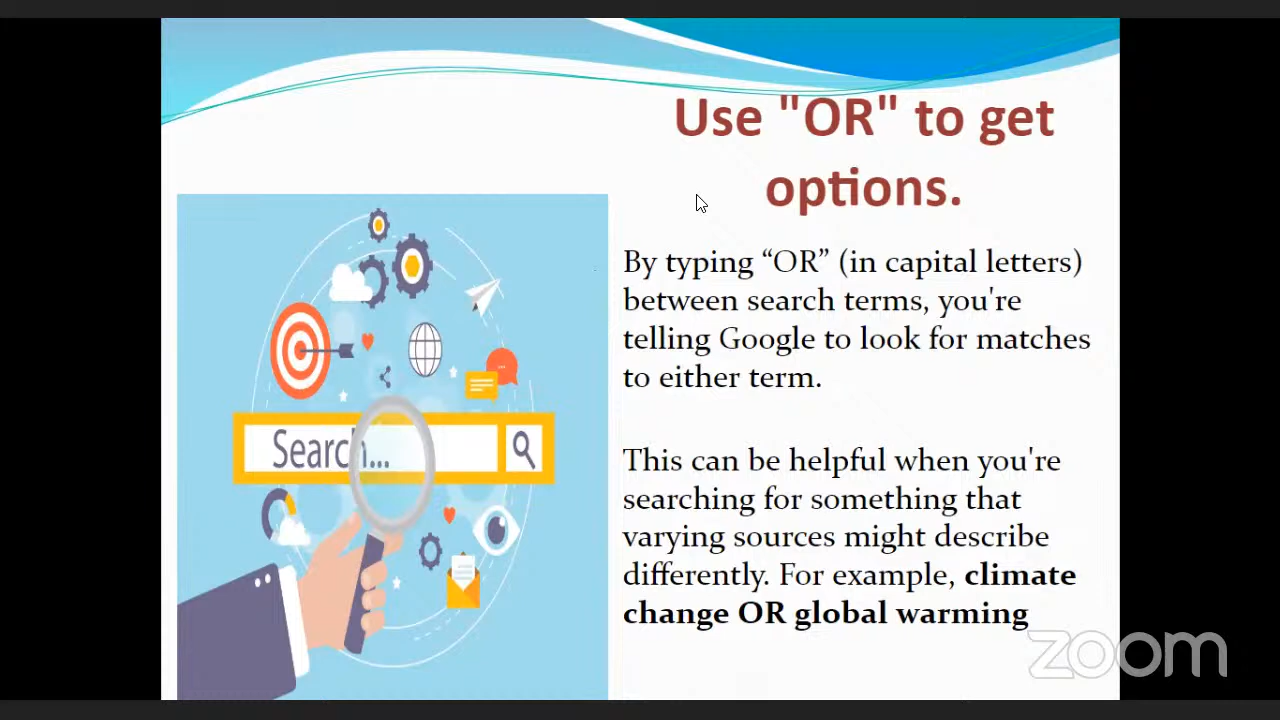 Use "OR" to get
options.
By typing “OR” (in capital letters)
between search terms, you're
telling Google to look for matches
to either term.
This can be helpful when you're
searching for something that
varying sources might describe
differently. For example, climate
change OR global warming
Search...
zoom